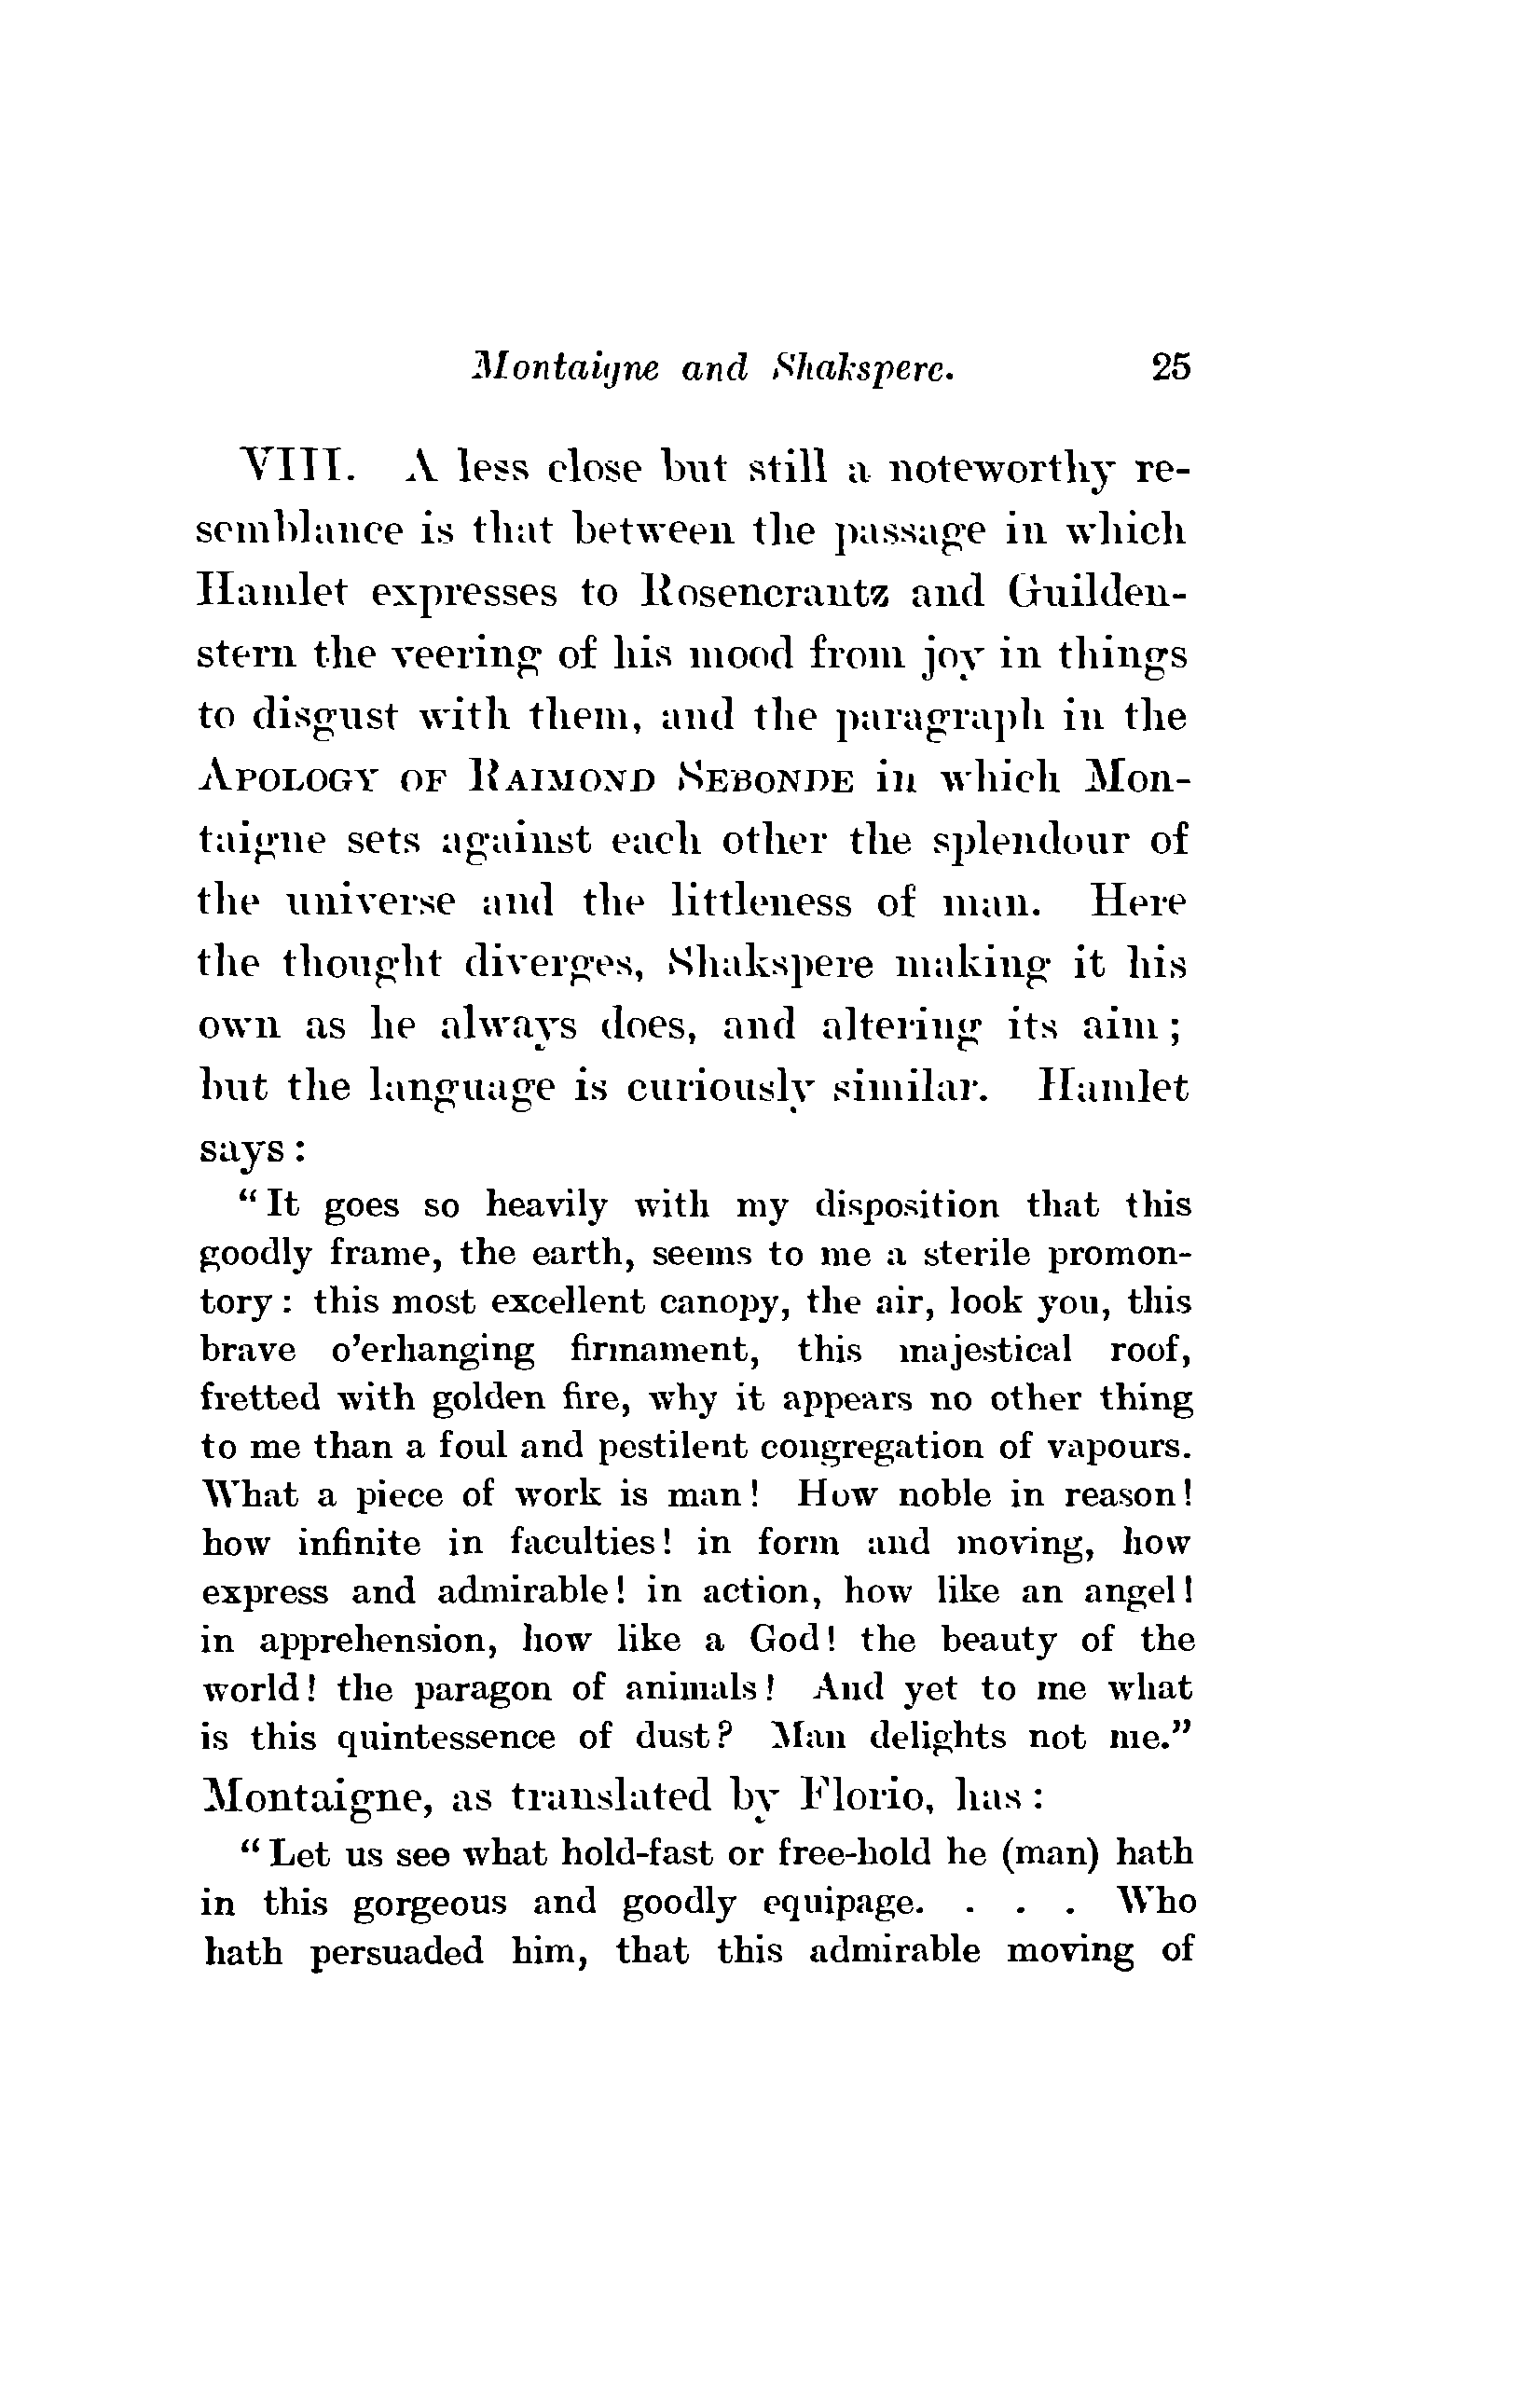 Montaigne and Shakspere. 25
VIII. A less close but still a noteworthy re-
semblance is that between the passage in which
Hamlet expresses to Rosencrantz and Guilden-
stern the veering of his mood from joy in things
to disgust with them, and the paragraph in the
Apology of Raimond Sebonde in which Mon-
taigne sets against each other the splendour of
the universe and the littleness of man. Here
the thought diverges, Shakspere making it his
own as he always does, and altering its aim;
but the language is curiously similar. Hamlet
says:
"It goes so heavily with my disposition that this
goodly frame, the earth, seems to me a sterile promon-
tory: this most excellent canopy, the air, look you, this
brave o'erhanging firmament, this majestical roof,
fretted with golden fire, why it appears no other thing
to me than a foul and pestilent congregation of vapours.
What a piece of work is man! How noble in reason!
how infinite in faculties! in form and moving, how
express and admirable! in action, how like an angel!
in apprehension, how like a God! the beauty of the
world! the paragon of animals! And yet to me what
is this quintessence of dust? Man delights not me."
Montaigne, as translated by Florio, has:
"Let us see what hold-fast or free-hold he (man) hath
in this gorgeous and goodly equipage. . . . Who
hath persuaded him, that this admirable moving of